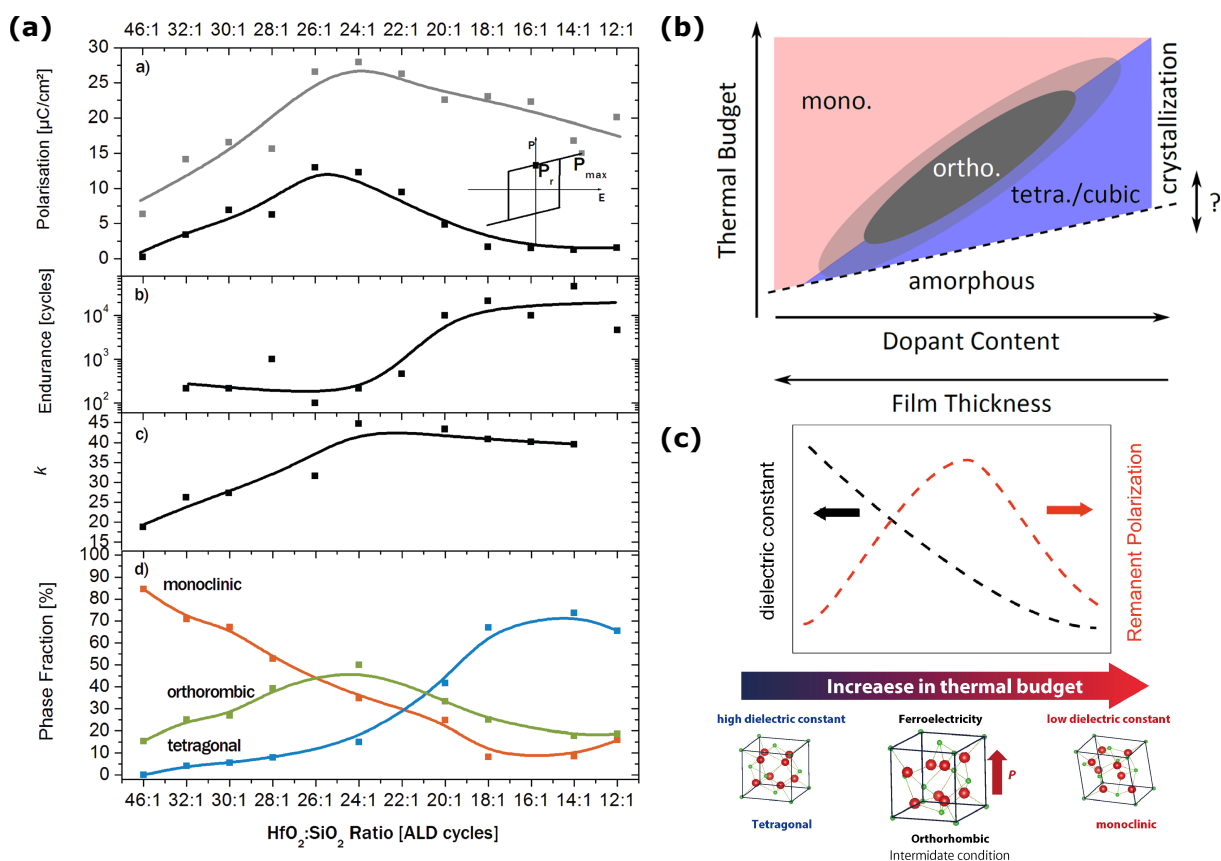 (a)
46:1 32:1 30:1 28:1 26:1 24:1 22:1 20:1 18:1 16:1 14:1 12:1
a)
Polarisation [µC/cm²]
30
25
20
15
10
5
0
P
P r
P max
E
b)
Endurance [cycles]
10⁴
10³
10²
c)
k
45
40
35
30
25
20
15
d)
Phase Fraction [%]
100
90
80
70
60
50
40
30
20
10
0
monoclinic
orthorombic
tetragonal
46:1 32:1 30:1 28:1 26:1 24:1 22:1 20:1 18:1 16:1 14:1 12:1
HfO₂:SiO₂ Ratio [ALD cycles]
(b)
Thermal Budget
mono.
ortho.
tetra./cubic
amorphous
crystallization
?
Dopant Content
Film Thickness
(c)
dielectric constant
Remanent Polarization
Increaese in thermal budget
high dielectric constant
Ferroelectricity
low dielectric constant
P
Tetragonal
Orthorhombic
monoclinic
Intermidate condition